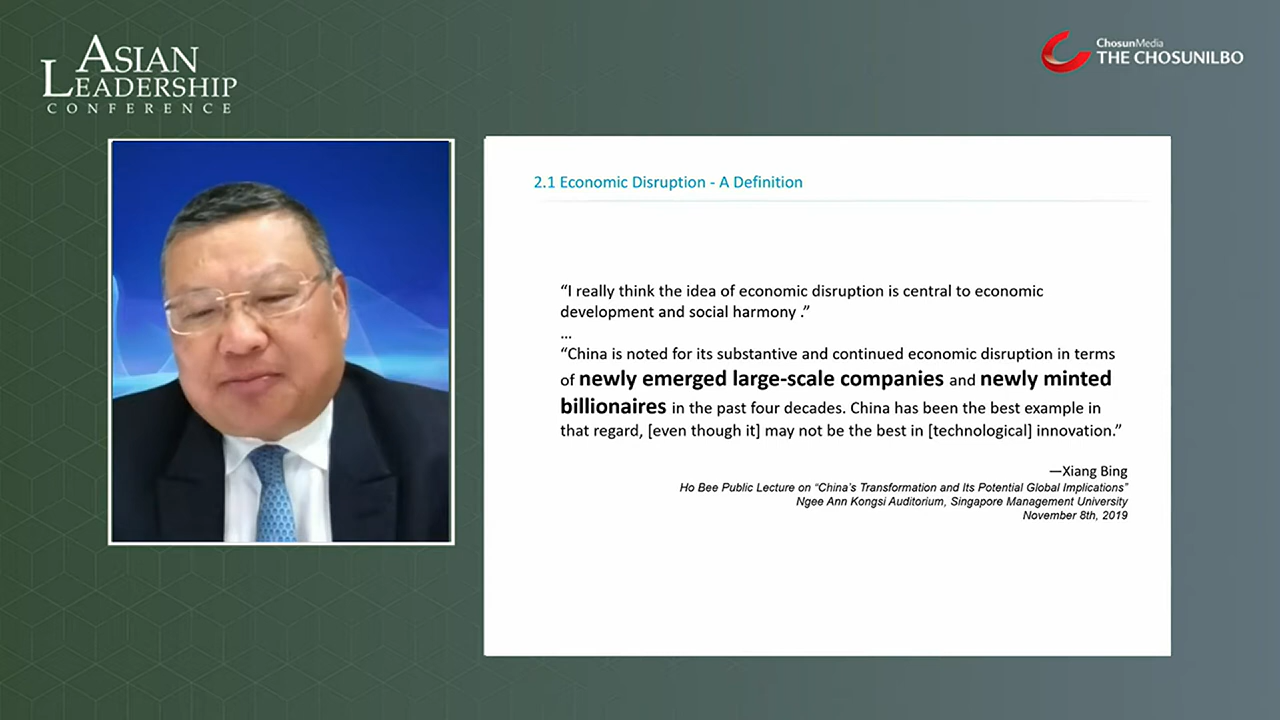 ASIAN
LEADERSHIP
CONFERENCE
ChosunMedia
THE CHOSUNILBO
2.1 Economic Disruption - A Definition
“I really think the idea of economic disruption is central to economic
development and social harmony .”
...
“China is noted for its substantive and continued economic disruption in terms
of newly emerged large-scale companies and newly minted
billionaires in the past four decades. China has been the best example in
that regard, [even though it] may not be the best in [technological] innovation.”
—Xiang Bing
Ho Bee Public Lecture on “China’s Transformation and Its Potential Global Implications”
Ngee Ann Kongsi Auditorium, Singapore Management University
November 8th, 2019